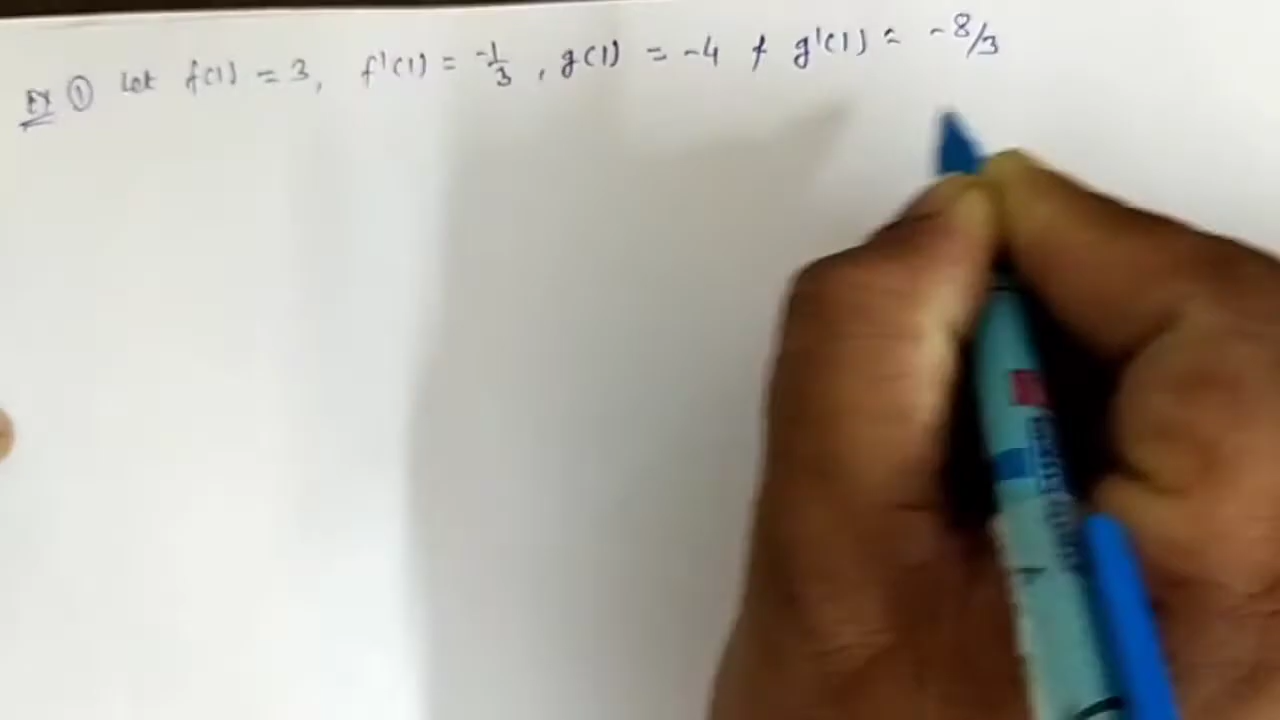 Ex ① Let f(1) = 3, f'(1) = -1/3, g(1) = -4 & g'(1) = -8/3